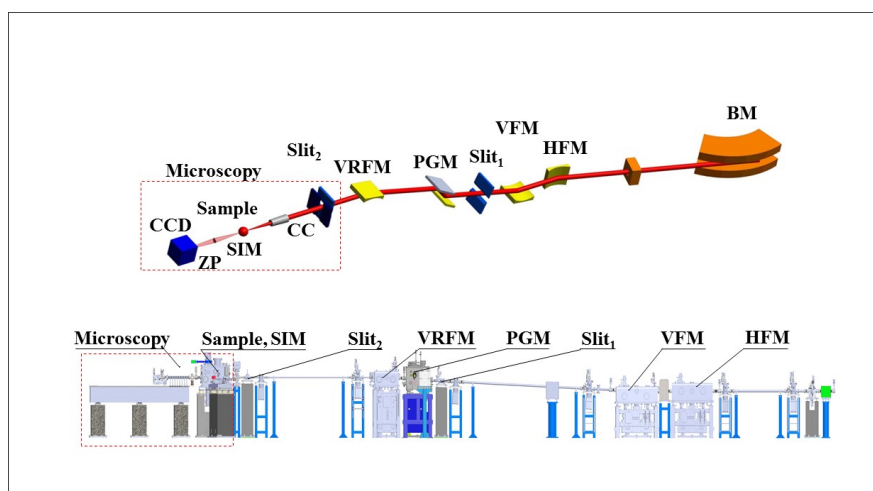 BM
VFM
HFM
Slit₂
VRFM
PGM
Slit₁
Microscopy
Sample
CC
CCD
SIM
ZP
Microscopy
Sample, SIM
Slit₂
VRFM
PGM
Slit₁
VFM
HFM